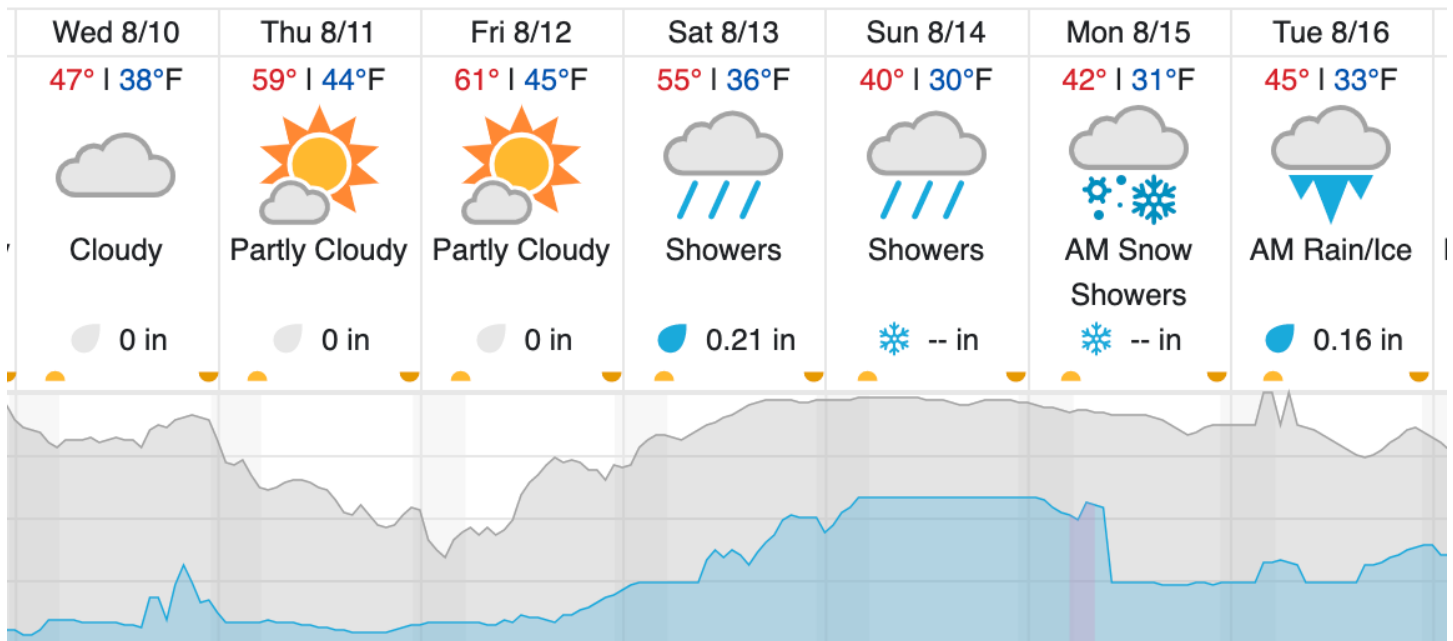 Wed 8/10 Thu 8/11 Fri 8/12 Sat 8/13 Sun 8/14 Mon 8/15 Tue 8/16
47° | 38°F 59° | 44°F 61° | 45°F 55° | 36°F 40° | 30°F 42° | 31°F 45° | 33°F
Cloudy Partly Cloudy Partly Cloudy Showers Showers AM Snow AM Rain/Ice
Showers
0 in 0 in 0 in 0.21 in -- in -- in 0.16 in